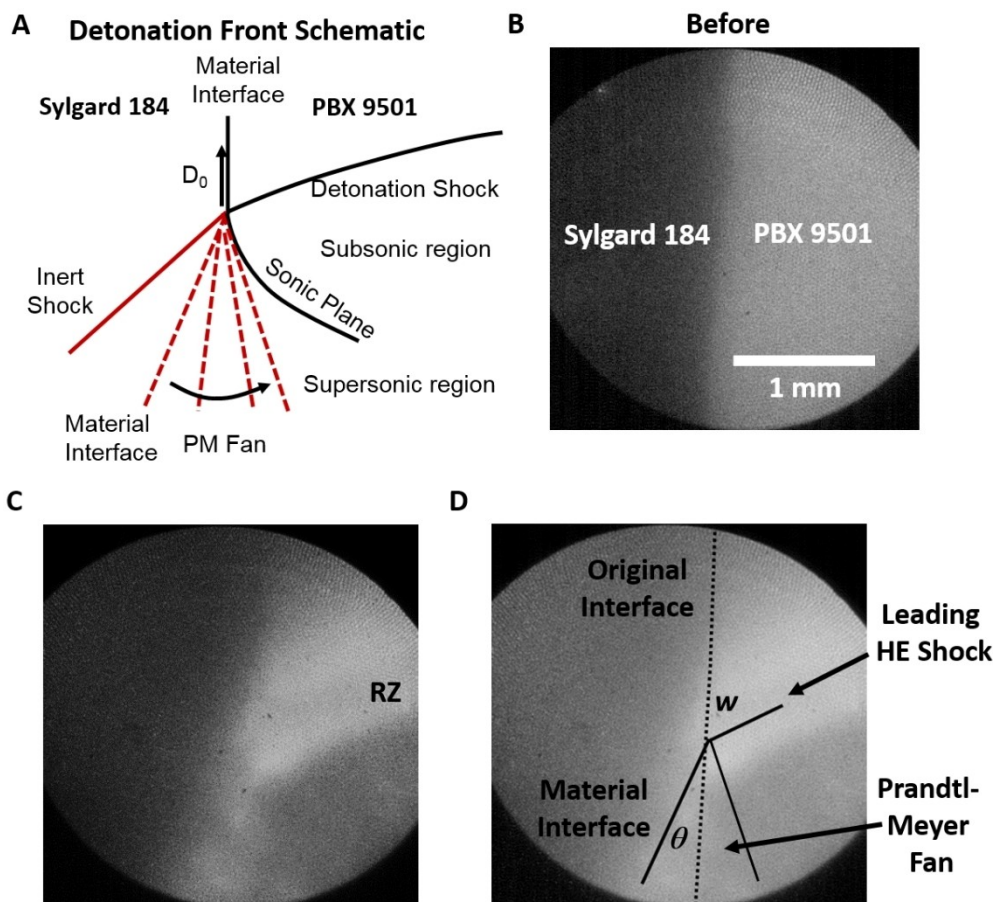 A
Detonation Front Schematic
Material
Interface
Sylgard 184
PBX 9501
D0
Detonation Shock
Subsonic region
Inert
Shock
Sonic Plane
Supersonic region
Material
Interface
PM Fan
B
Before
Sylgard 184
PBX 9501
1 mm
C
RZ
D
Original
Interface
Leading
HE Shock
w
Material
Interface
θ
Prandtl-
Meyer
Fan